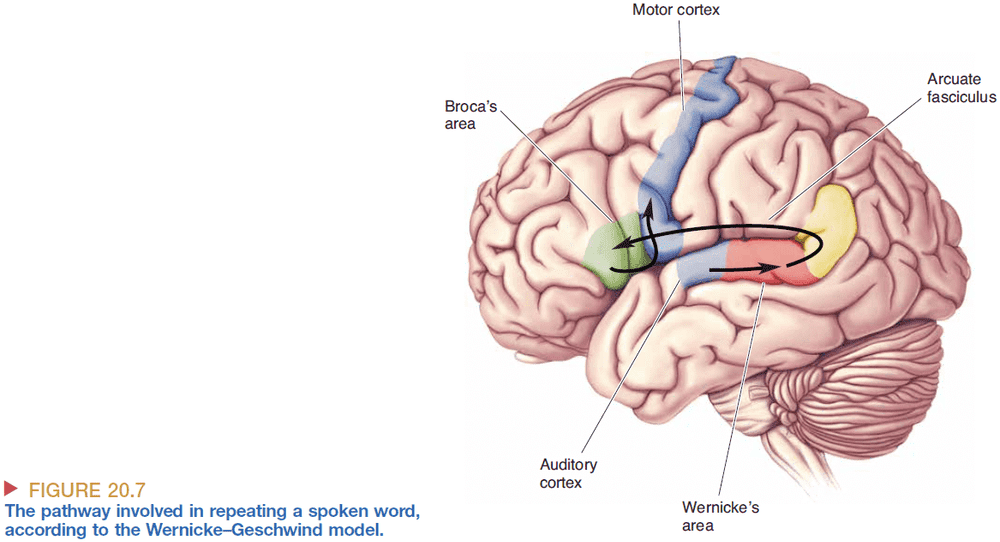 Motor cortex
Arcuate
fasciculus
Broca's
area
Auditory
cortex
Wernicke's
area
▶ FIGURE 20.7
The pathway involved in repeating a spoken word,
according to the Wernicke–Geschwind model.